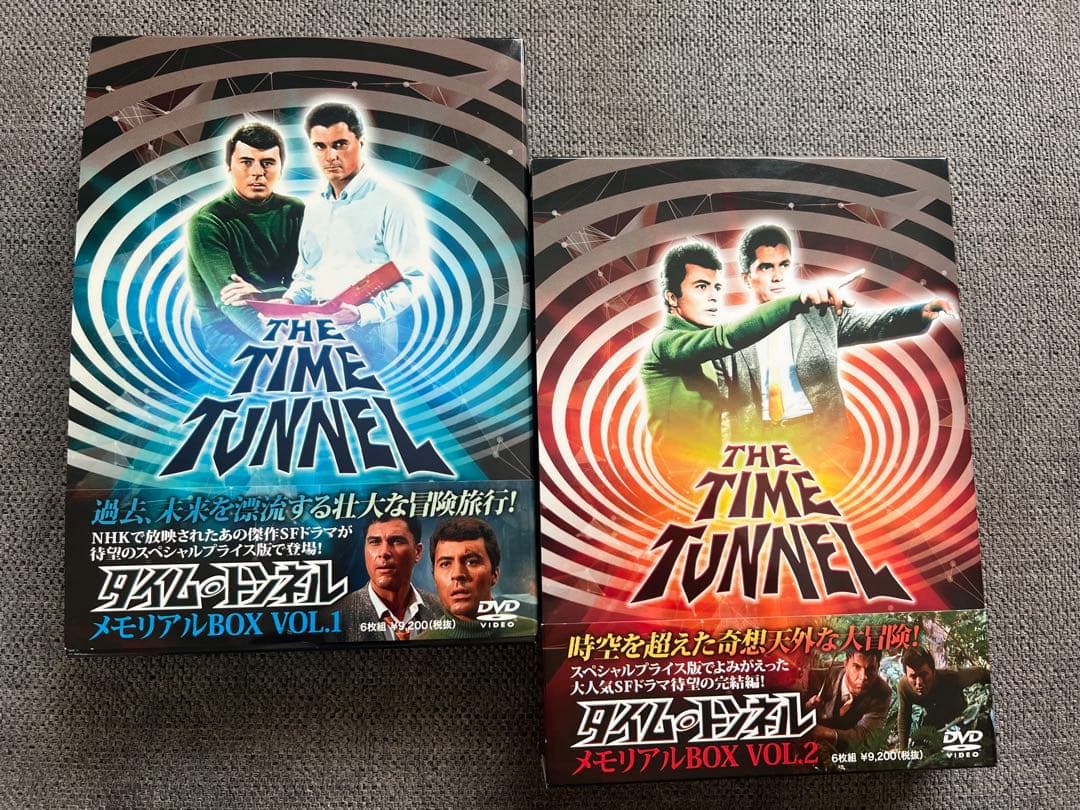 THE
TIME
TUNNEL
過去、未来を漂流する壮大な冒険旅行!
NHKで放映されたあの傑作SFドラマが
待望のスペシャルプライス版で登場!
タイム・トンネル
メモリアルBOX VOL.1
6枚組 ¥9,200(税抜)
DVD
VIDEO
THE
TIME
TUNNEL
時空を超えた奇想天外な大冒険!
スペシャルプライス版でよみがえった
大人気SFドラマ待望の完結編!
タイム・トンネル
メモリアルBOX VOL.2
6枚組 ¥9,200(税抜)
DVD
VIDEO